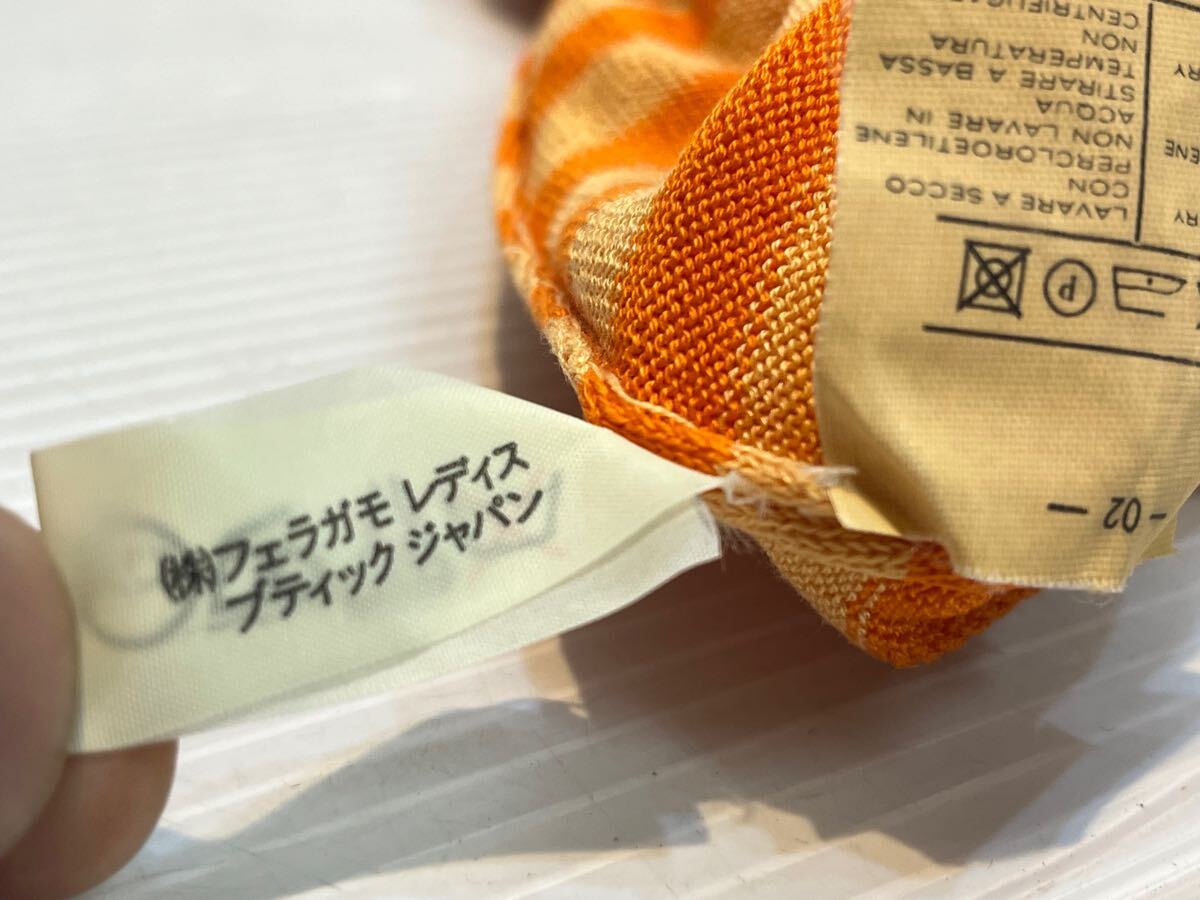 ㈱フェラガモ レディス
ブティック ジャパン
LAVARE A SECCO
CON
PERCLOROETILENE
NON LAVARE IN
ACQUA
STIRARE A BASSA
TEMPERATURA
NON
P
- 02 -